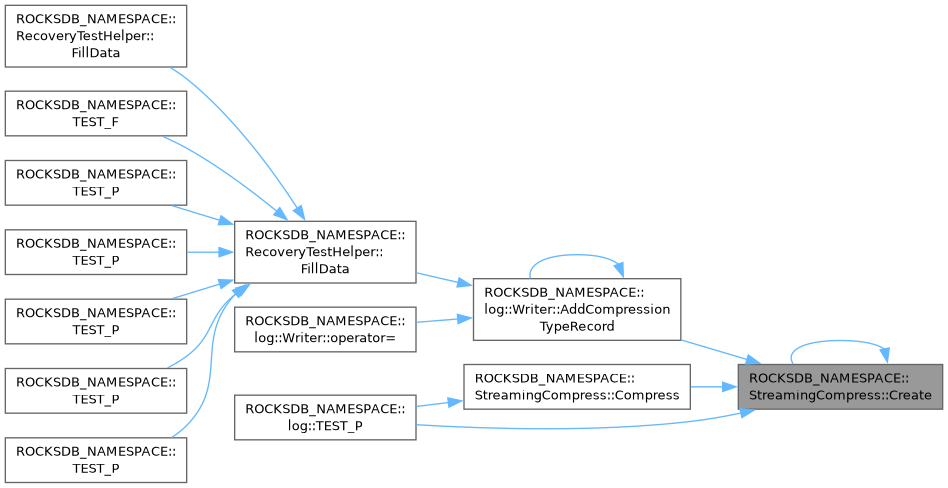 ROCKSDB_NAMESPACE::
RecoveryTestHelper::
FillData
ROCKSDB_NAMESPACE::
TEST_F
ROCKSDB_NAMESPACE::
TEST_P
ROCKSDB_NAMESPACE::
TEST_P
ROCKSDB_NAMESPACE::
TEST_P
ROCKSDB_NAMESPACE::
TEST_P
ROCKSDB_NAMESPACE::
TEST_P
ROCKSDB_NAMESPACE::
RecoveryTestHelper::
FillData
ROCKSDB_NAMESPACE::
log::Writer::operator=
ROCKSDB_NAMESPACE::
log::TEST_P
ROCKSDB_NAMESPACE::
log::Writer::AddCompression
TypeRecord
ROCKSDB_NAMESPACE::
StreamingCompress::Compress
ROCKSDB_NAMESPACE::
StreamingCompress::Create